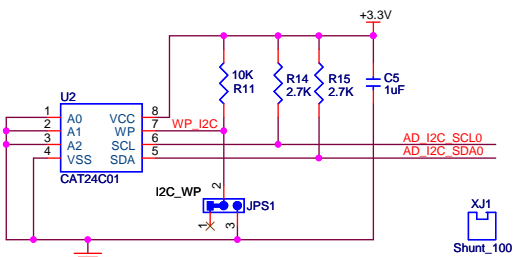 +3.3V
10K
R11
R14
2.7K
R15
2.7K
C5
1uF
U2
1 A0 VCC 8
2 A1 WP 7 WP_I2C
3 A2 SCL 6 AD_I2C_SCL0
4 VSS SDA 5 AD_I2C_SDA0
CAT24C01
I2C_WP
2
JPS1
1
3
XJ1
Shunt_100